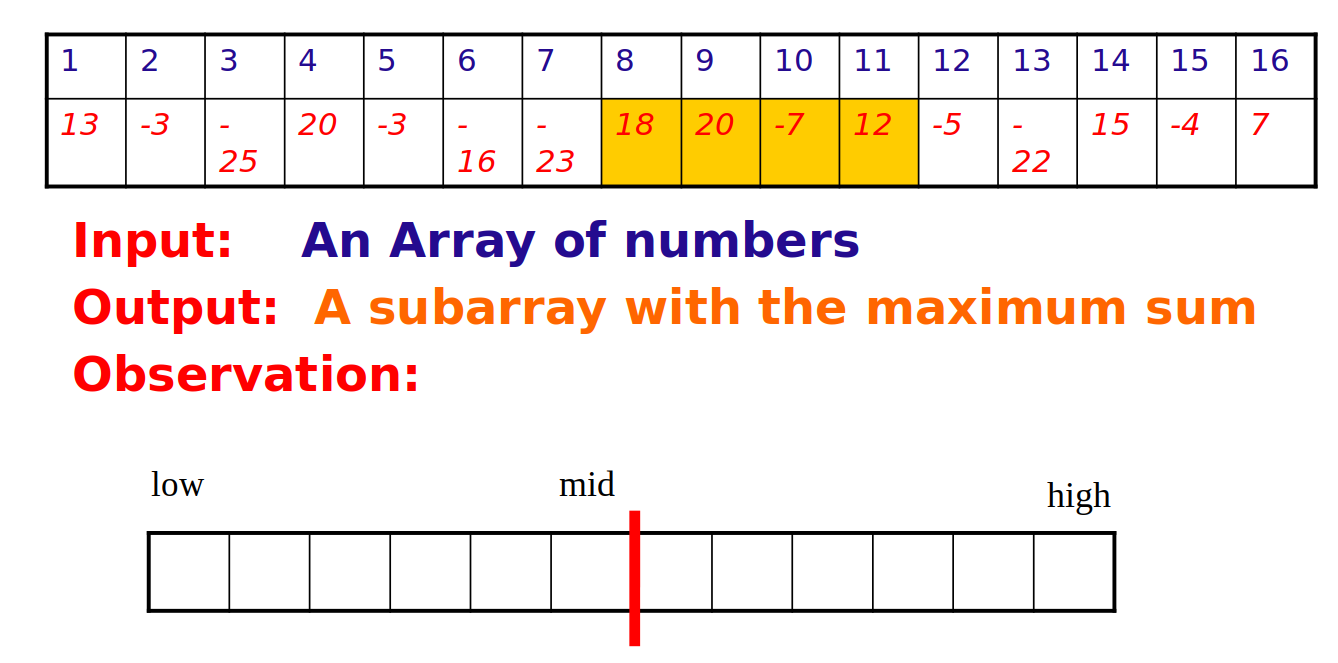 1 2 3 4 5 6 7 8 9 10 11 12 13 14 15 16
13 -3 -25 20 -3 -16 -23 18 20 -7 12 -5 -22 15 -4 7
Input: An Array of numbers
Output: A subarray with the maximum sum
Observation:
low mid high